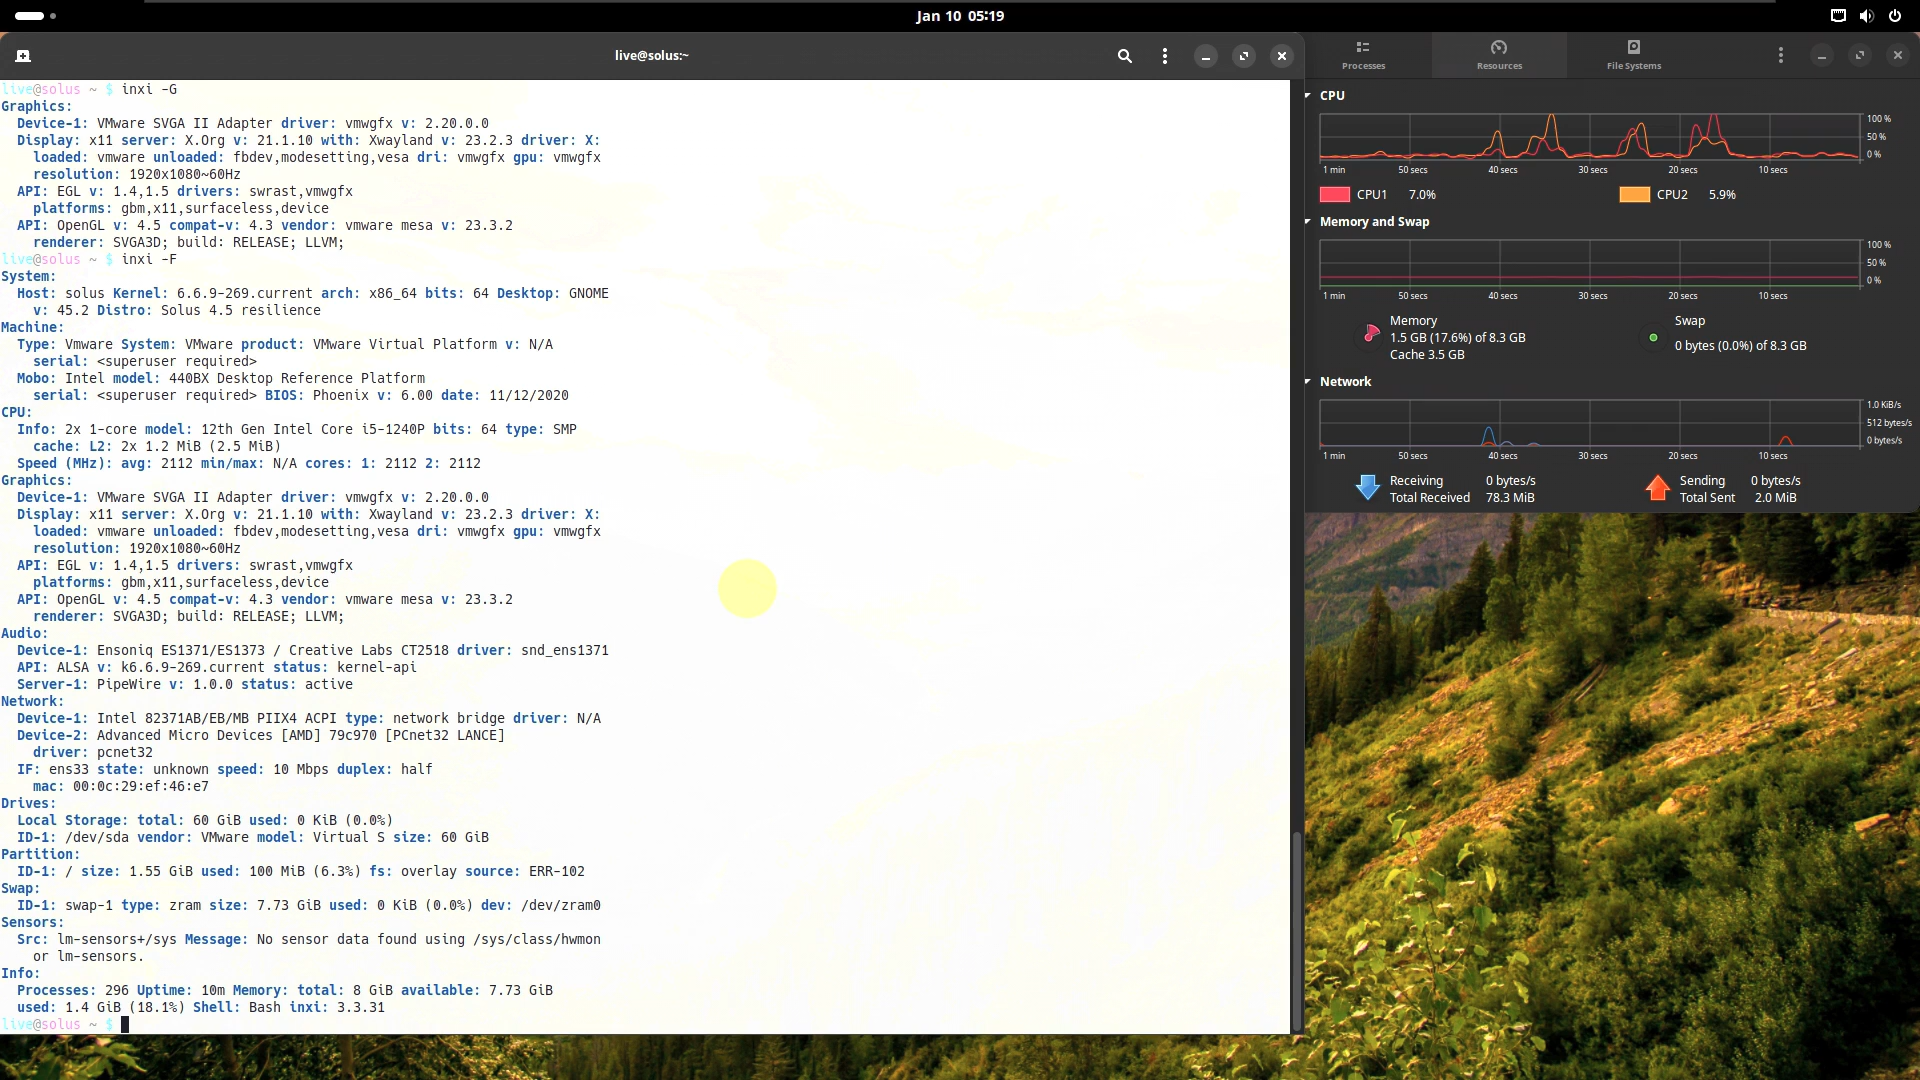 Jan 10 05:19
live@solus:~
live@solus ~ $ inxi -G
Graphics:
Device-1: VMware SVGA II Adapter driver: vmwgfx v: 2.20.0.0
Display: x11 server: X.Org v: 21.1.10 with: Xwayland v: 23.2.3 driver: X:
loaded: vmware unloaded: fbdev,modesetting,vesa dri: vmwgfx gpu: vmwgfx
resolution: 1920x1080~60Hz
API: EGL v: 1.4,1.5 drivers: swrast,vmwgfx
platforms: gbm,x11,surfaceless,device
API: OpenGL v: 4.5 compat-v: 4.3 vendor: vmware mesa v: 23.3.2
renderer: SVGA3D; build: RELEASE; LLVM;
live@solus ~ $ inxi -F
System:
Host: solus Kernel: 6.6.9-269.current arch: x86_64 bits: 64 Desktop: GNOME
v: 45.2 Distro: Solus 4.5 resilience
Machine:
Type: Vmware System: VMware product: VMware Virtual Platform v: N/A
serial: <superuser required>
Mobo: Intel model: 440BX Desktop Reference Platform
serial: <superuser required> BIOS: Phoenix v: 6.00 date: 11/12/2020
CPU:
Info: 2x 1-core model: 12th Gen Intel Core i5-1240P bits: 64 type: SMP
cache: L2: 2x 1.2 MiB (2.5 MiB)
Speed (MHz): avg: 2112 min/max: N/A cores: 1: 2112 2: 2112
Graphics:
Device-1: VMware SVGA II Adapter driver: vmwgfx v: 2.20.0.0
Display: x11 server: X.Org v: 21.1.10 with: Xwayland v: 23.2.3 driver: X:
loaded: vmware unloaded: fbdev,modesetting,vesa dri: vmwgfx gpu: vmwgfx
resolution: 1920x1080~60Hz
API: EGL v: 1.4,1.5 drivers: swrast,vmwgfx
platforms: gbm,x11,surfaceless,device
API: OpenGL v: 4.5 compat-v: 4.3 vendor: vmware mesa v: 23.3.2
renderer: SVGA3D; build: RELEASE; LLVM;
Audio:
Device-1: Ensoniq ES1371/ES1373 / Creative Labs CT2518 driver: snd_ens1371
API: ALSA v: k6.6.9-269.current status: kernel-api
Server-1: PipeWire v: 1.0.0 status: active
Network:
Device-1: Intel 82371AB/EB/MB PIIX4 ACPI type: network bridge driver: N/A
Device-2: Advanced Micro Devices [AMD] 79c970 [PCnet32 LANCE]
driver: pcnet32
IF: ens33 state: unknown speed: 10 Mbps duplex: half
mac: 00:0c:29:ef:46:e7
Drives:
Local Storage: total: 60 GiB used: 0 KiB (0.0%)
ID-1: /dev/sda vendor: VMware model: Virtual S size: 60 GiB
Partition:
ID-1: / size: 1.55 GiB used: 100 MiB (6.3%) fs: overlay source: ERR-102
Swap:
ID-1: swap-1 type: zram size: 7.73 GiB used: 0 KiB (0.0%) dev: /dev/zram0
Sensors:
Src: lm-sensors+/sys Message: No sensor data found using /sys/class/hwmon
or lm-sensors.
Info:
Processes: 296 Uptime: 10m Memory: total: 8 GiB available: 7.73 GiB
used: 1.4 GiB (18.1%) Shell: Bash inxi: 3.3.31
live@solus ~ $
Processes Resources File Systems
CPU
100 %
50 %
0 %
1 min 50 secs 40 secs 30 secs 20 secs 10 secs
CPU1 7.0% CPU2 5.9%
Memory and Swap
100 %
50 %
0 %
1 min 50 secs 40 secs 30 secs 20 secs 10 secs
Memory
1.5 GB (17.6%) of 8.3 GB
Cache 3.5 GB
Swap
0 bytes (0.0%) of 8.3 GB
Network
1.0 KiB/s
512 bytes/s
0 bytes/s
1 min 50 secs 40 secs 30 secs 20 secs 10 secs
Receiving 0 bytes/s
Total Received 78.3 MiB
Sending 0 bytes/s
Total Sent 2.0 MiB